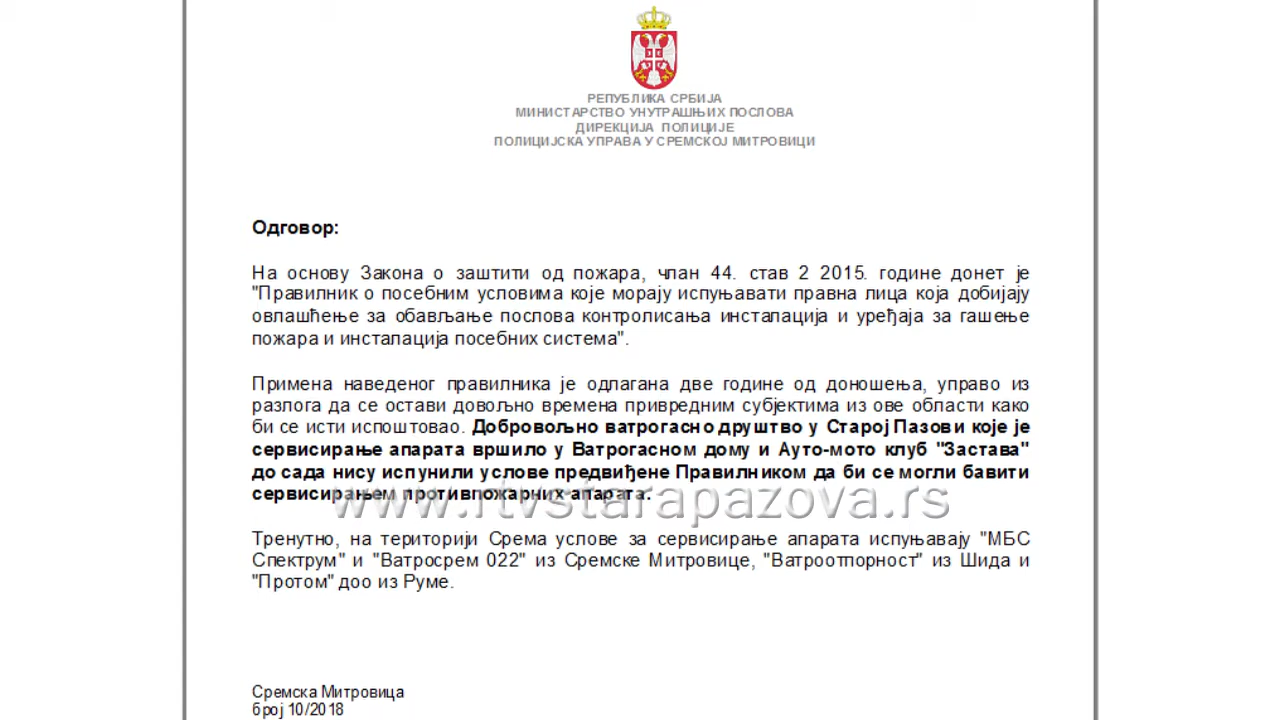 РЕПУБЛИКА СРБИЈА
МИНИСТАРСТВО УНУТРАШЊИХ ПОСЛОВА
ДИРЕКЦИЈА ПОЛИЦИЈЕ
ПОЛИЦИЈСКА УПРАВА У СРЕМСКОЈ МИТРОВИЦИ
Одговор:
На основу Закона о заштити од пожара, члан 44. став 2 2015. године донет је
"Правилник о посебним условима које морају испуњавати правна лица која добијају
овлашћење за обављање послова контролисања инсталација и уређаја за гашење
пожара и инсталација посебних система".
Примена наведеног правилника је одлагана две године од доношења, управо из
разлога да се остави довољно времена привредним субјектима из ове области како
би се исти испоштовао. Добровољно ватрогасно друштво у Старој Пазови које је
сервисирање апарата вршило у Ватрогасном дому и Ауто-мото клуб "Застава"
до сада нису испунили услове предвиђене Правилником да би се могли бавити
сервисирањем противпожарних апарата.
www.rtvstarapazova.rs
Тренутно, на територији Срема услове за сервисирање апарата испуњавају "МБС
Спектрум" и "Ватросрем 022" из Сремске Митровице, "Ватроотпорност" из Шида и
"Протом" доо из Руме.
Сремска Митровица
број 10/2018